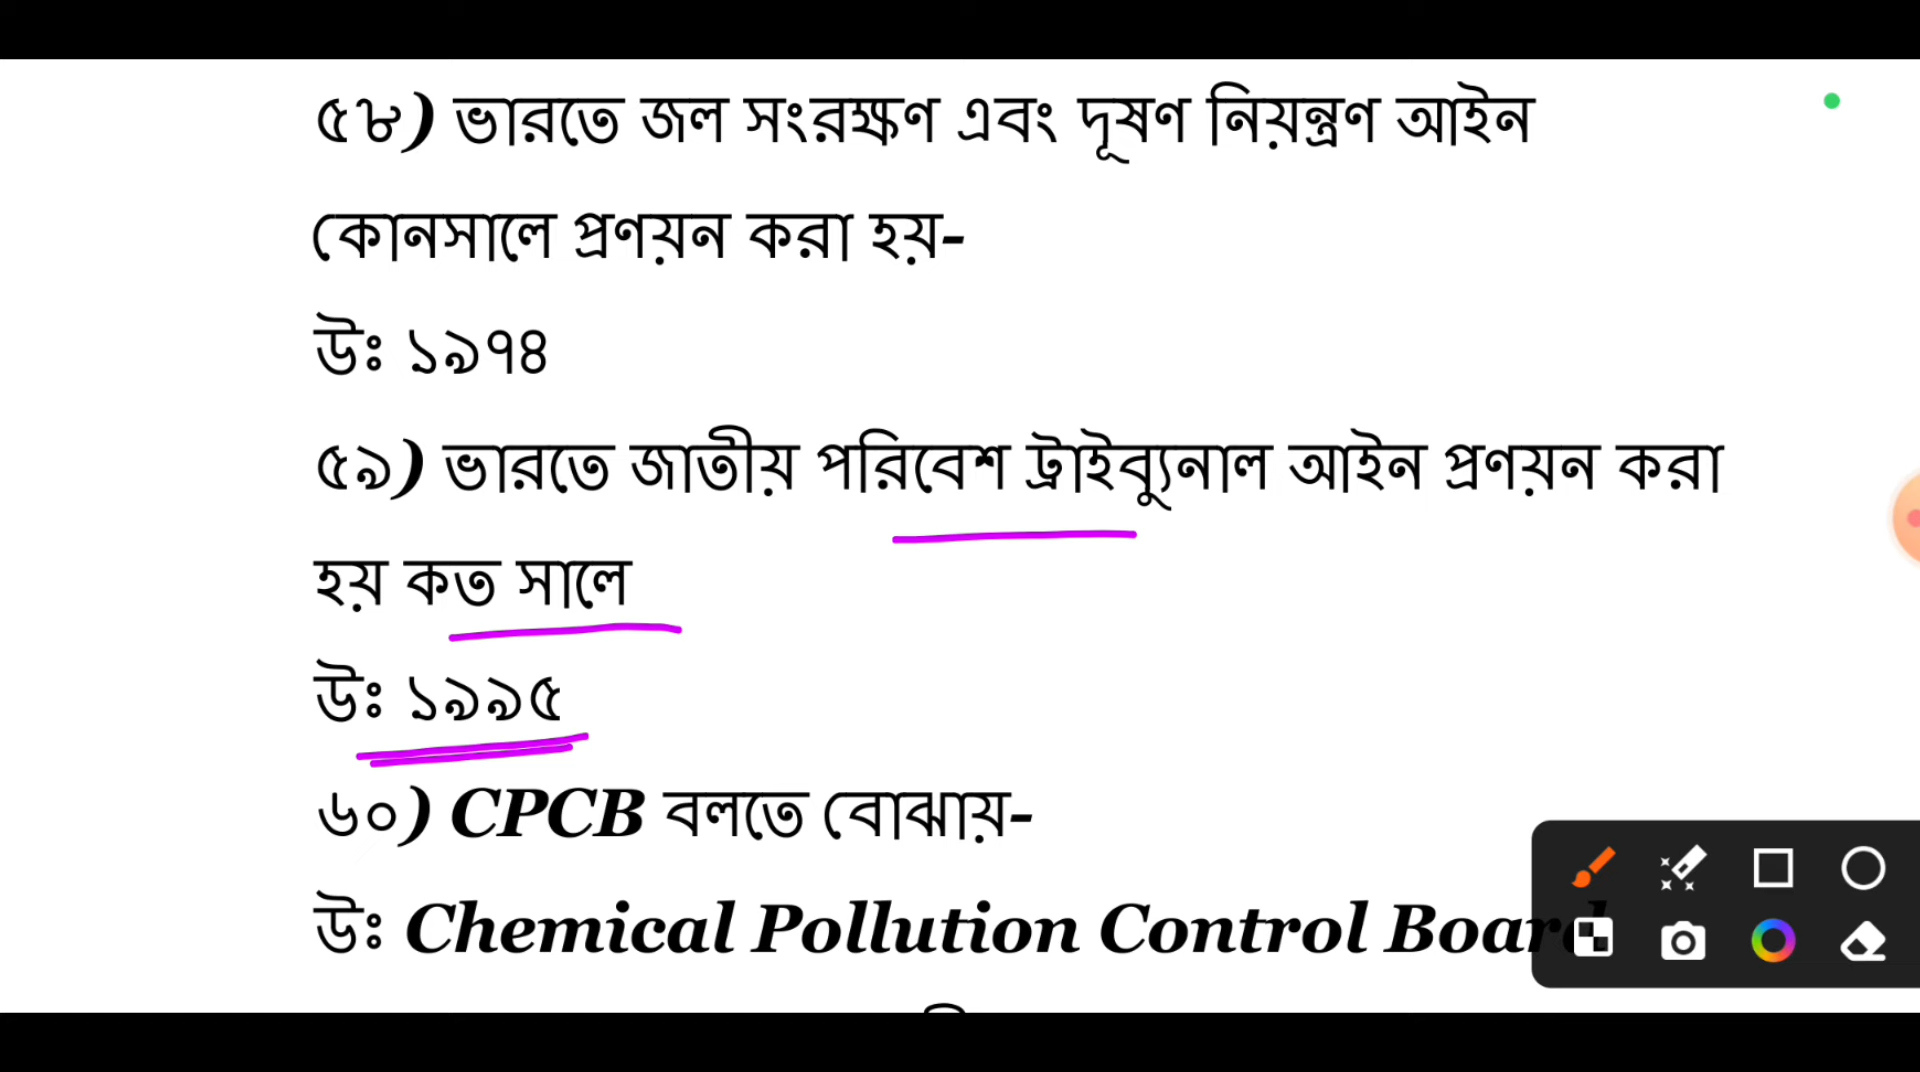 ৫৮) ভারতে জল সংরক্ষণ এবং দূষণ নিয়ন্ত্রণ আইন
কোনসালে প্রণয়ন করা হয়-
উঃ ১৯৭৪
৫৯) ভারতে জাতীয় পরিবেশ ট্রাইব্যুনাল আইন প্রণয়ন করা
হয় কত সালে
উঃ ১৯৯৫
৬০) CPCB বলতে বোঝায়-
উঃ Chemical Pollution Control Board